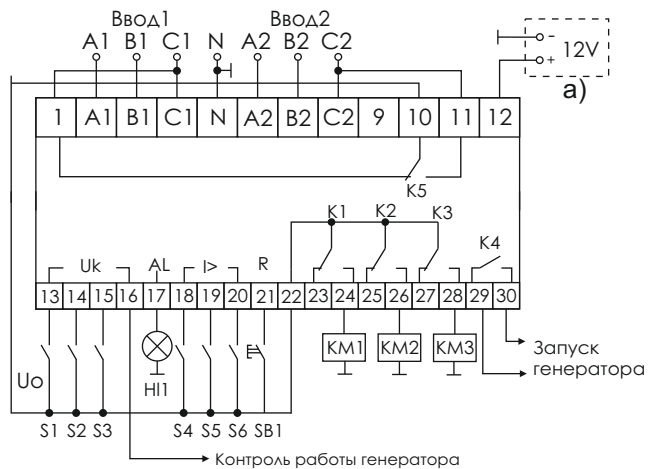 Ввод1 Ввод2
A1 B1 C1 N A2 B2 C2
- 12V
+
а)
1 A1 B1 C1 N A2 B2 C2 9 10 11 12
K5
K1 K2 K3
K4
Uk AL I> R
13 14 15 16 17 18 19 20 21 22 23 24 25 26 27 28 29 30
KM1 KM2 KM3
Запуск
генератора
Uo
Hl1
S1 S2 S3 S4 S5 S6 SB1
Контроль работы генератора